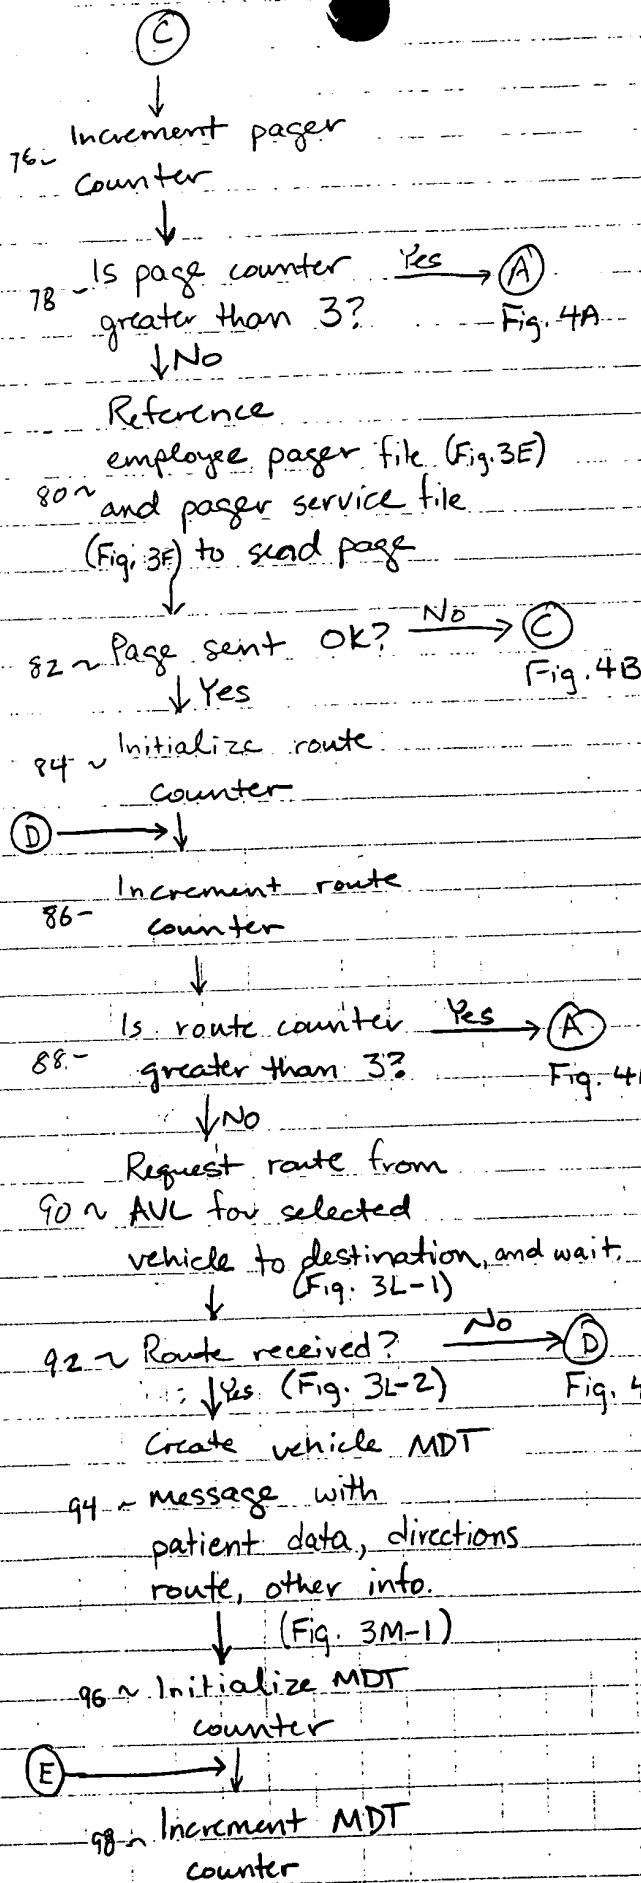 C
Increment pager
76~
counter
Is page counter Yes A
78 ~
greater than 3? Fig. 4A
No
Reference
employee pager file (Fig.3E)
80~ and pager service file
(Fig. 3F) to send page
82 ~ Page sent OK? No C
Yes Fig. 4B
84 ~ Initialize route
counter
D
Increment route
86-
counter
Is route counter Yes A
88.-
greater than 3? Fig. 4
No
Request route from
90 ~ AVL for selected
vehicle to destination, and wait.
(Fig. 3L-1)
92 ~ Route received? No D
Yes (Fig. 3L-2) Fig. 4
Create vehicle MDT
94 ~ message with
patient data, directions
route, other info.
(Fig. 3M-1)
96 ~ Initialize MDT
counter
E
98 ~ Increment MDT
counter